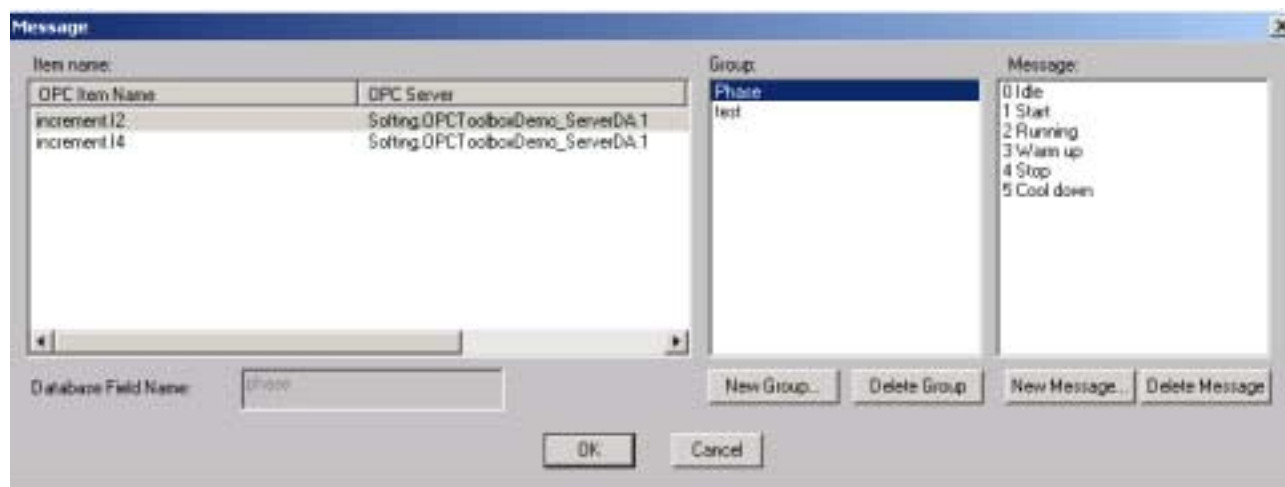 Message
Item name:
OPC Item Name OPC Server
increment.I2 Softing.OPCToolboxDemo_ServerDA.1
increment.I4 Softing.OPCToolboxDemo_ServerDA.1
Database Field Name: phase
Group:
Phase
test
New Group... Delete Group
Message:
0 Idle
1 Start
2 Running
3 Warm up
4 Stop
5 Cool down
New Message... Delete Message
OK Cancel